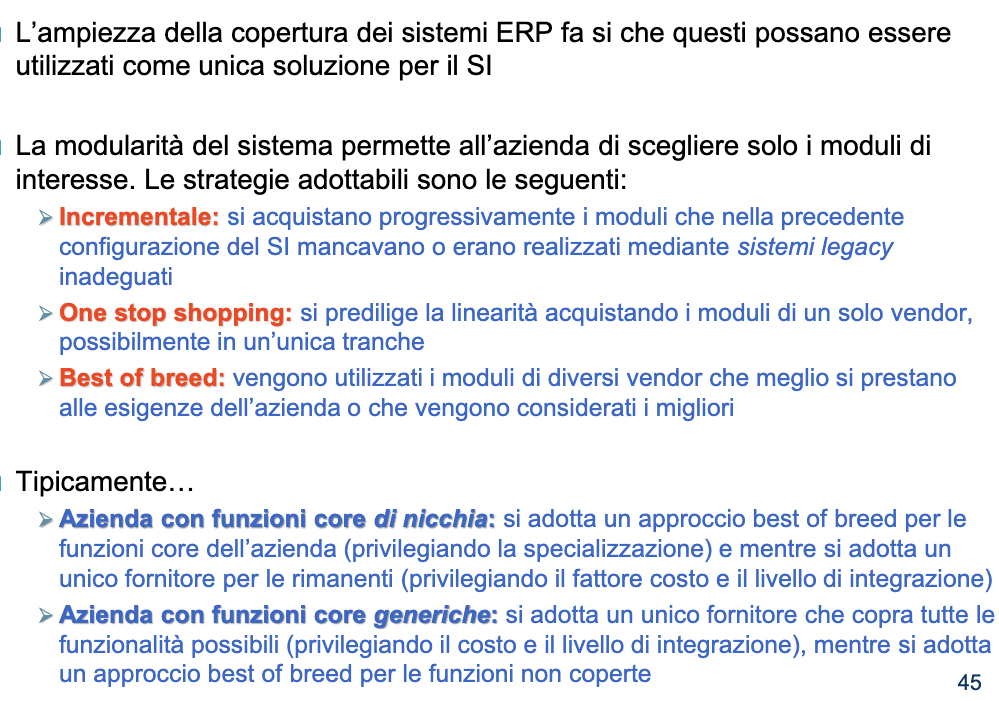 L’ampiezza della copertura dei sistemi ERP fa si che questi possano essere
utilizzati come unica soluzione per il SI
La modularità del sistema permette all’azienda di scegliere solo i moduli di
interesse. Le strategie adottabili sono le seguenti:
Incrementale: si acquistano progressivamente i moduli che nella precedente
configurazione del SI mancavano o erano realizzati mediante sistemi legacy
inadeguati
One stop shopping: si predilige la linearità acquistando i moduli di un solo vendor,
possibilmente in un’unica tranche
Best of breed: vengono utilizzati i moduli di diversi vendor che meglio si prestano
alle esigenze dell’azienda o che vengono considerati i migliori
Tipicamente…
Azienda con funzioni core di nicchia: si adotta un approccio best of breed per le
funzioni core dell’azienda (privilegiando la specializzazione) e mentre si adotta un
unico fornitore per le rimanenti (privilegiando il fattore costo e il livello di integrazione)
Azienda con funzioni core generiche: si adotta un unico fornitore che copra tutte le
funzionalità possibili (privilegiando il costo e il livello di integrazione), mentre si adotta
un approccio best of breed per le funzioni non coperte
45